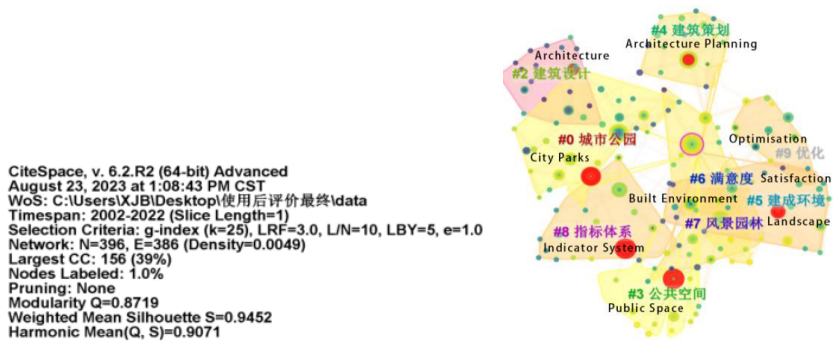 CiteSpace, v. 6.2.R2 (64-bit) Advanced
August 23, 2023 at 1:08:43 PM CST
WoS: C:\Users\XJB\Desktop\使用后评价最终\data
Timespan: 2002-2022 (Slice Length=1)
Selection Criteria: g-index (k=25), LRF=3.0, L/N=10, LBY=5, e=1.0
Network: N=396, E=386 (Density=0.0049)
Largest CC: 156 (39%)
Nodes Labeled: 1.0%
Pruning: None
Modularity Q=0.8719
Weighted Mean Silhouette S=0.9452
Harmonic Mean(Q, S)=0.9071
#4 建筑策划
Architecture Planning
Architecture
#2 建筑设计
#0 城市公园
City Parks
Optimisation
#9 优化
#6 满意度
Satisfaction
Built Environment
#5 建成环境
#7 风景园林
Landscape
#8 指标体系
Indicator System
#3 公共空间
Public Space